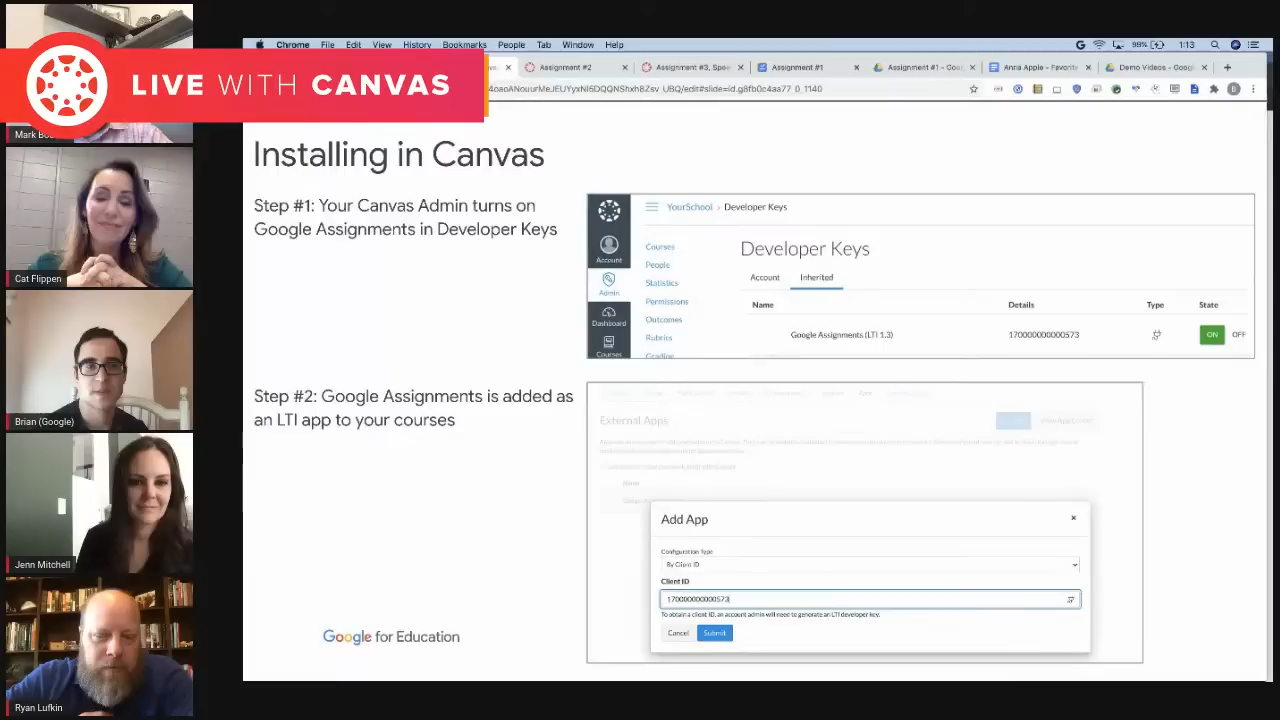 Chrome File Edit View History Bookmarks People Tab Window Help
99% 1:13
LIVE WITH CANVAS
Assignment #2
Assignment #3, Spe
Assignment #1
Assignment #1 - Goo
Anna Apple - Favorite
Demo Videos - Goog
Mark Bo
Cat Flippen
Brian (Google)
Jenn Mitchell
Ryan Lufkin
Installing in Canvas
Step #1: Your Canvas Admin turns on
Google Assignments in Developer Keys
YourSchool › Developer Keys
Account
Admin
Dashboard
Courses
Courses
People
Statistics
Permissions
Outcomes
Rubrics
Grading
Developer Keys
Account Inherited
Name Details Type State
Google Assignments (LTI 1.3) 170000000000573 ON OFF
Step #2: Google Assignments is added as
an LTI app to your courses
External Apps
Name
Add App
×
Configuration Type
By Client ID
Client ID
170000000000573
To obtain a client ID, an account admin will need to generate an LTI developer key.
Cancel Submit
Google for Education